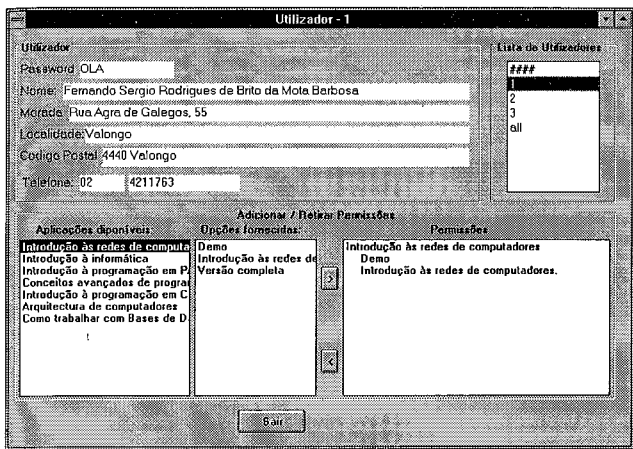 Utilizador - 1
Utilizador
Password OLA
Nome: Fernando Sergio Rodrigues de Brito da Mota Barbosa
Morada: Rua Agra de Galegos, 55
Localidade: Valongo
Codigo Postal 4440 Valongo
Telefone: 02 4211763
Lista de Utilizadores
####
1
2
3
all
Adicionar / Retirar Permissões
Aplicações diponíveis:
Introdução às redes de computa
Introdução à informática
Introdução à programação em P
Conceitos avançados de progra
Introdução à programação em C
Arquitectura de computadores
Como trabalhar com Bases de D
Opções fornecidas:
Demo
Introdução às redes de
Versão completa
>
<
Permissões
Introdução às redes de computadores
Demo
Introdução às redes de computadores.
Sair